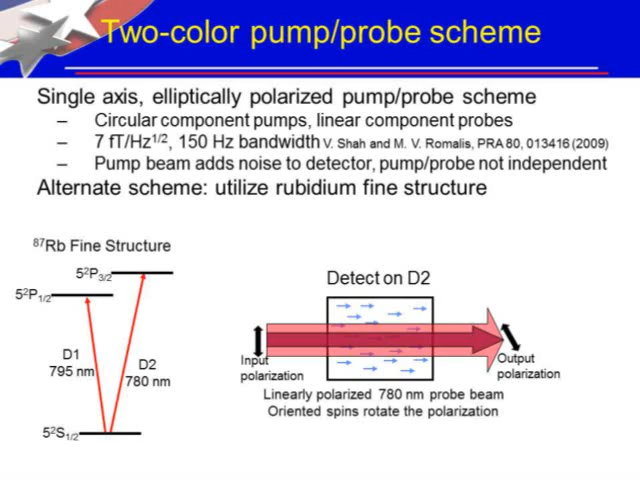 Two-color pump/probe scheme
Single axis, elliptically polarized pump/probe scheme
– Circular component pumps, linear component probes
– 7 fT/Hz1/2, 150 Hz bandwidth V. Shah and M. V. Romalis, PRA 80, 013416 (2009)
– Pump beam adds noise to detector, pump/probe not independent
Alternate scheme: utilize rubidium fine structure
87Rb Fine Structure
52P3/2
52P1/2
D1
795 nm
D2
780 nm
52S1/2
Detect on D2
Input
polarization
Output
polarization
Linearly polarized 780 nm probe beam
Oriented spins rotate the polarization